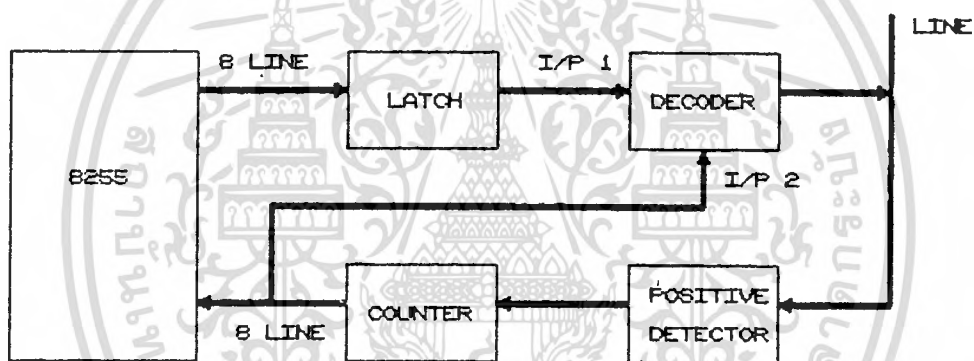 LINE
8 LINE
I/P 1
LATCH
DECODER
8255
I/P 2
COUNTER
POSITIVE
DETECTOR
8 LINE